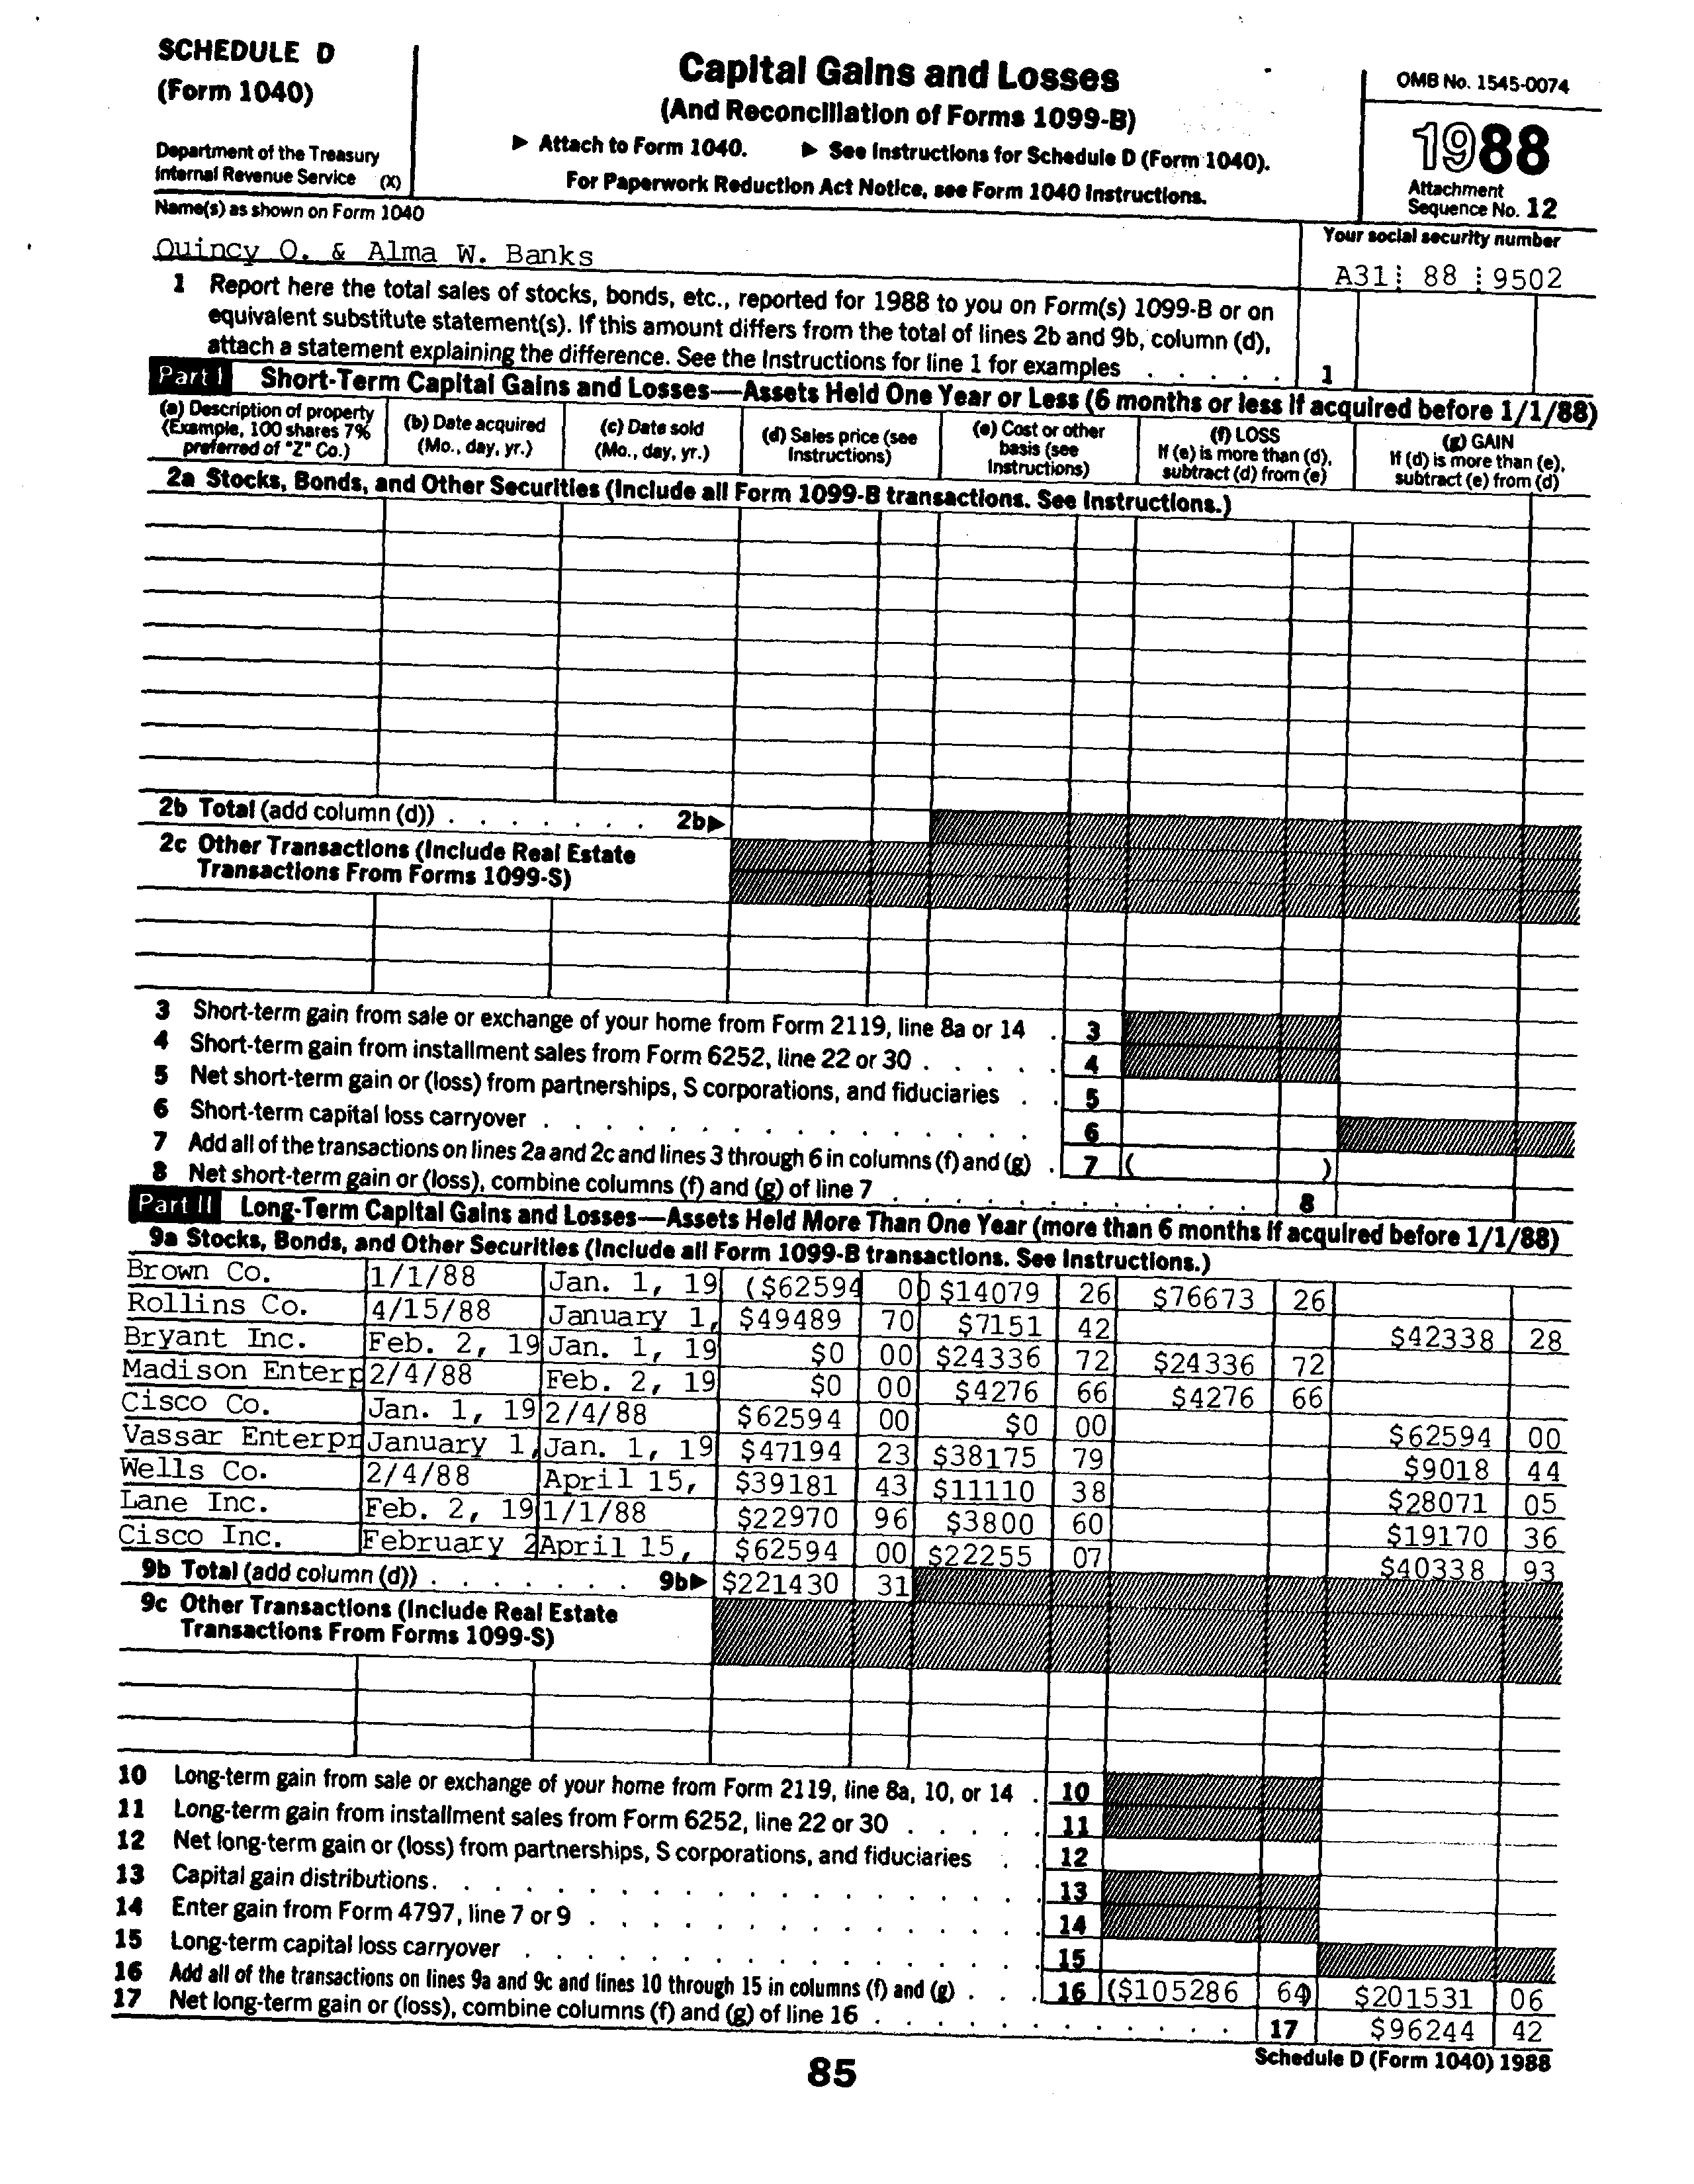 SCHEDULE D
(Form 1040)
Department of the Treasury
Internal Revenue Service (X)
Capital Gains and Losses
(And Reconciliation of Forms 1099-B)
▶ Attach to Form 1040. ▶ See Instructions for Schedule D (Form 1040).
For Paperwork Reduction Act Notice, see Form 1040 Instructions.
OMB No. 1545-0074
1988
Attachment
Sequence No. 12
Name(s) as shown on Form 1040
Your social security number
Quincy O. & Alma W. Banks
A31 88 9502
1 Report here the total sales of stocks, bonds, etc., reported for 1988 to you on Form(s) 1099-B or on
equivalent substitute statement(s). If this amount differs from the total of lines 2b and 9b, column (d),
attach a statement explaining the difference. See the Instructions for line 1 for examples . . . . . 1
Part I Short-Term Capital Gains and Losses—Assets Held One Year or Less (6 months or less if acquired before 1/1/88)
(a) Description of property
(Example, 100 shares 7%
preferred of "Z" Co.)
(b) Date acquired
(Mo., day, yr.)
(c) Date sold
(Mo., day, yr.)
(d) Sales price (see
Instructions)
(e) Cost or other
basis (see
Instructions)
(f) LOSS
If (e) is more than (d),
subtract (d) from (e)
(g) GAIN
If (d) is more than (e),
subtract (e) from (d)
2a Stocks, Bonds, and Other Securities (Include all Form 1099-B transactions. See Instructions.)
2b Total (add column (d)) . . . . . . . 2b▶
2c Other Transactions (Include Real Estate
Transactions From Forms 1099-S)
3 Short-term gain from sale or exchange of your home from Form 2119, line 8a or 14 . 3
4 Short-term gain from installment sales from Form 6252, line 22 or 30 . . . . . 4
5 Net short-term gain or (loss) from partnerships, S corporations, and fiduciaries . . 5
6 Short-term capital loss carryover . . . . . . . . . . . . . . . . 6
7 Add all of the transactions on lines 2a and 2c and lines 3 through 6 in columns (f) and (g) . 7 ( )
8 Net short-term gain or (loss), combine columns (f) and (g) of line 7 . . . . . . . . . . . . 8
Part II Long-Term Capital Gains and Losses—Assets Held More Than One Year (more than 6 months if acquired before 1/1/88)
9a Stocks, Bonds, and Other Securities (Include all Form 1099-B transactions. See Instructions.)
Brown Co. 1/1/88 Jan. 1, 19 ($62594 00 $14079 26 $76673 26
Rollins Co. 4/15/88 January 1, $49489 70 $7151 42 $42338 28
Bryant Inc. Feb. 2, 19 Jan. 1, 19 $0 00 $24336 72 $24336 72
Madison Enterp 2/4/88 Feb. 2, 19 $0 00 $4276 66 $4276 66
Cisco Co. Jan. 1, 19 2/4/88 $62594 00 $0 00 $62594 00
Vassar Enterpr January 1, Jan. 1, 19 $47194 23 $38175 79 $9018 44
Wells Co. 2/4/88 April 15, $39181 43 $11110 38 $28071 05
Lane Inc. Feb. 2, 19 1/1/88 $22970 96 $3800 60 $19170 36
Cisco Inc. February 2 April 15, $62594 00 $22255 07 $40338 93
9b Total (add column (d)) . . . . . . . 9b▶ $221430 31
9c Other Transactions (Include Real Estate
Transactions From Forms 1099-S)
10 Long-term gain from sale or exchange of your home from Form 2119, line 8a, 10, or 14 . 10
11 Long-term gain from installment sales from Form 6252, line 22 or 30 . . . . . 11
12 Net long-term gain or (loss) from partnerships, S corporations, and fiduciaries . . 12
13 Capital gain distributions . . . . . . . . . . . . . . . . . . 13
14 Enter gain from Form 4797, line 7 or 9 . . . . . . . . . . . . . . 14
15 Long-term capital loss carryover . . . . . . . . . . . . . . . . 15
16 Add all of the transactions on lines 9a and 9c and lines 10 through 15 in columns (f) and (g) . . . 16 ($105286 64) $201531 06
17 Net long-term gain or (loss), combine columns (f) and (g) of line 16 . . . . . . . . . . . . 17 $96244 42
Schedule D (Form 1040) 1988
85